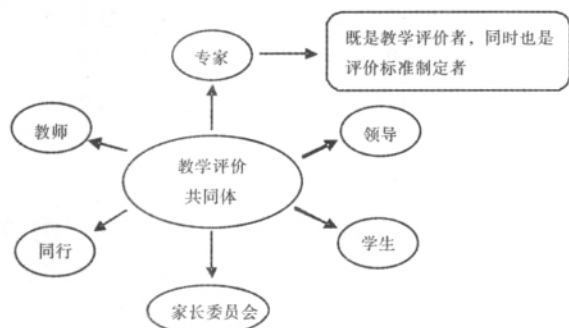 专家
既是教学评价者，同时也是
评价标准制定者
教师
领导
教学评价
共同体
同行
学生
家长委员会